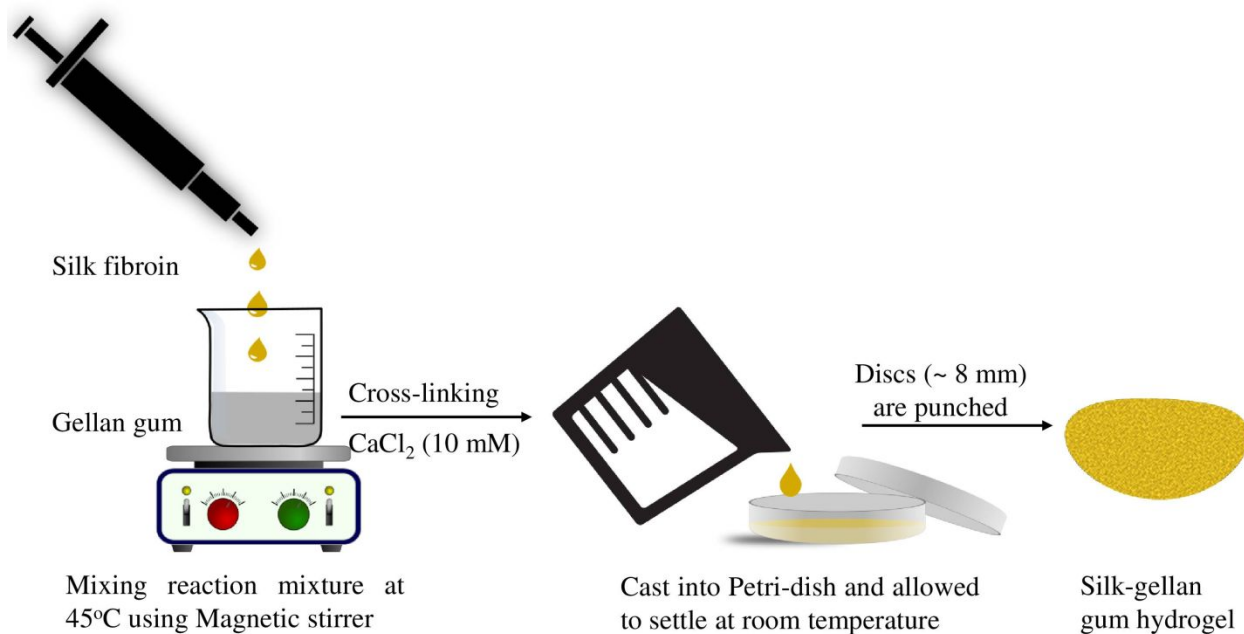 Silk fibroin
Gellan gum
Cross-linking
CaCl₂ (10 mM)
Discs (~ 8 mm)
are punched
Mixing reaction mixture at
45ºC using Magnetic stirrer
Cast into Petri-dish and allowed
to settle at room temperature
Silk-gellan
gum hydrogel